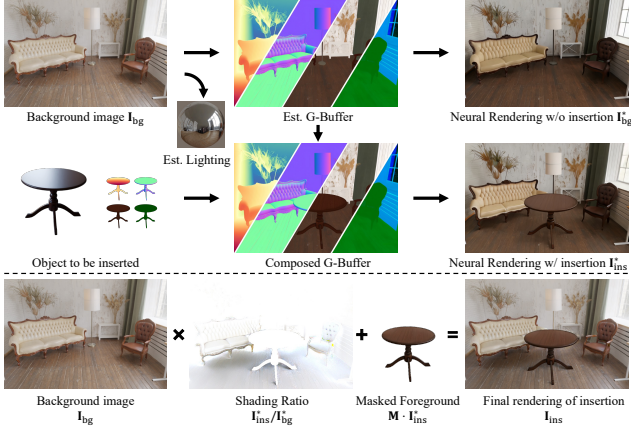 Background image I_bg
Est. Lighting
Est. G-Buffer
Neural Rendering w/o insertion I*_bg
Object to be inserted
Composed G-Buffer
Neural Rendering w/ insertion I*_ins
× + =
Background image
I_bg
Shading Ratio
I*_ins/I*_bg
Masked Foreground
M · I*_ins
Final rendering of insertion
I_ins